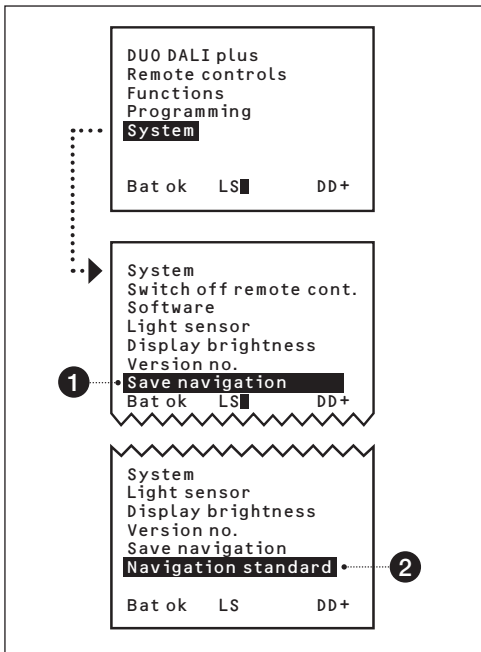 DUO DALI plus
Remote controls
Functions
Programming
System
Bat ok LS DD+
System
Switch off remote cont.
Software
Light sensor
Display brightness
Version no.
1 Save navigation
Bat ok LS DD+
System
Light sensor
Display brightness
Version no.
Save navigation
Navigation standard 2
Bat ok LS DD+